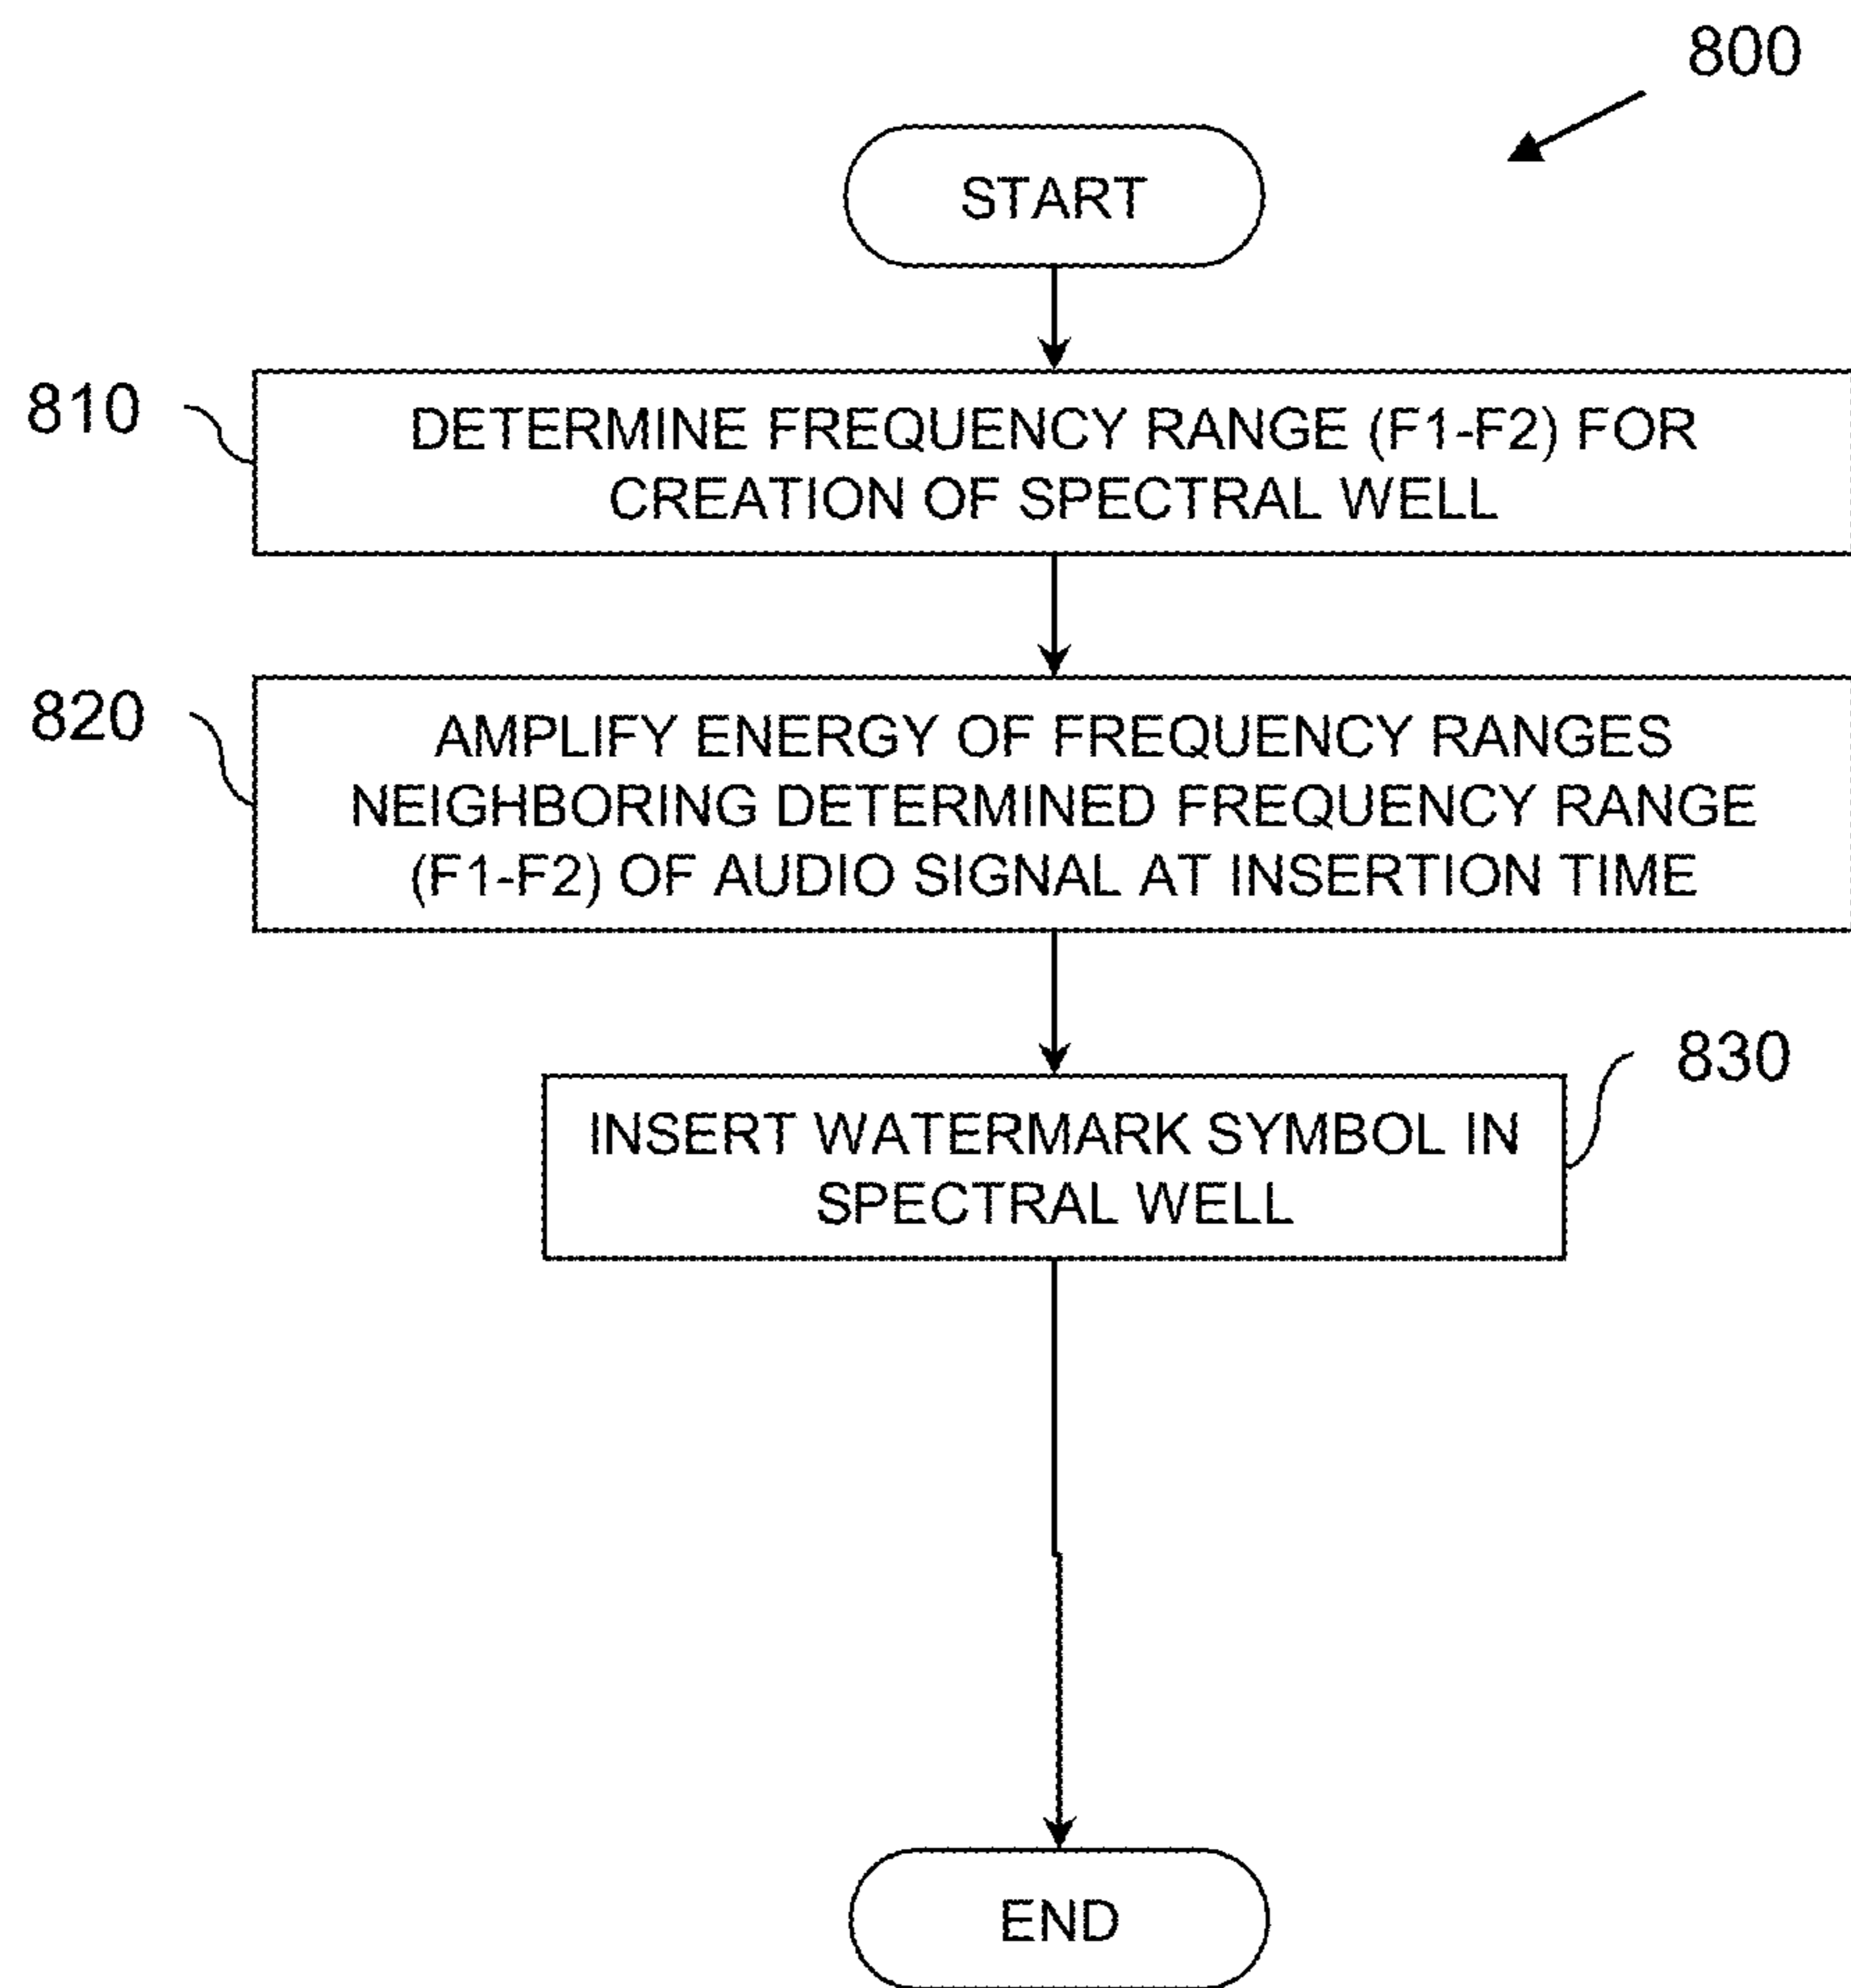 800
START
810
DETERMINE FREQUENCY RANGE (F1-F2) FOR
CREATION OF SPECTRAL WELL
820
AMPLIFY ENERGY OF FREQUENCY RANGES
NEIGHBORING DETERMINED FREQUENCY RANGE
(F1-F2) OF AUDIO SIGNAL AT INSERTION TIME
830
INSERT WATERMARK SYMBOL IN
SPECTRAL WELL
END